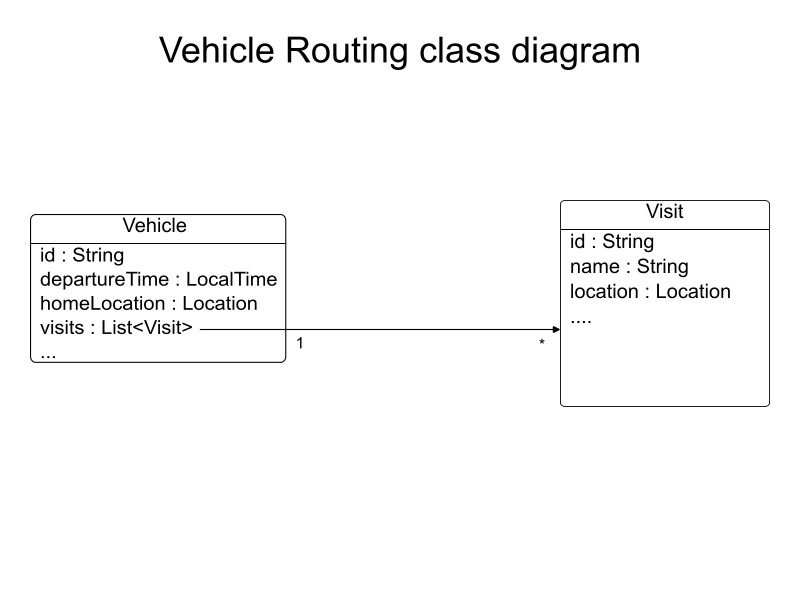 Vehicle Routing class diagram
Vehicle
id : String
departureTime : LocalTime
homeLocation : Location
visits : List<Visit>
...
1
*
Visit
id : String
name : String
location : Location
....